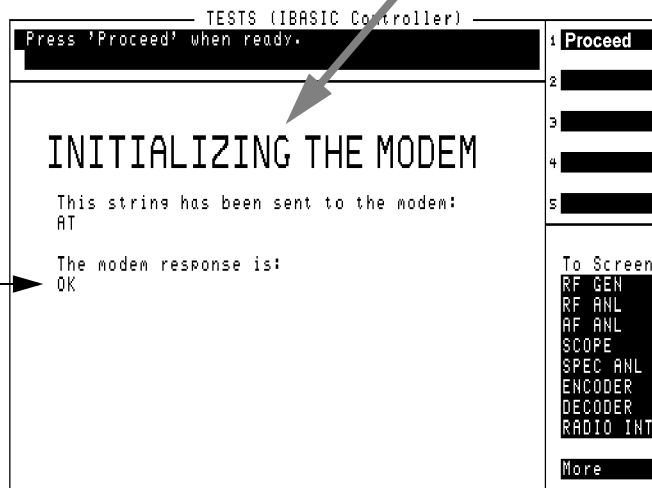 TESTS (IBASIC Controller)
Press 'Proceed' when ready.
1 Proceed
2
3
4
5
INITIALIZING THE MODEM
This string has been sent to the modem:
AT
The modem response is:
OK
To Screen
RF GEN
RF ANL
AF ANL
SCOPE
SPEC ANL
ENCODER
DECODER
RADIO INT
More